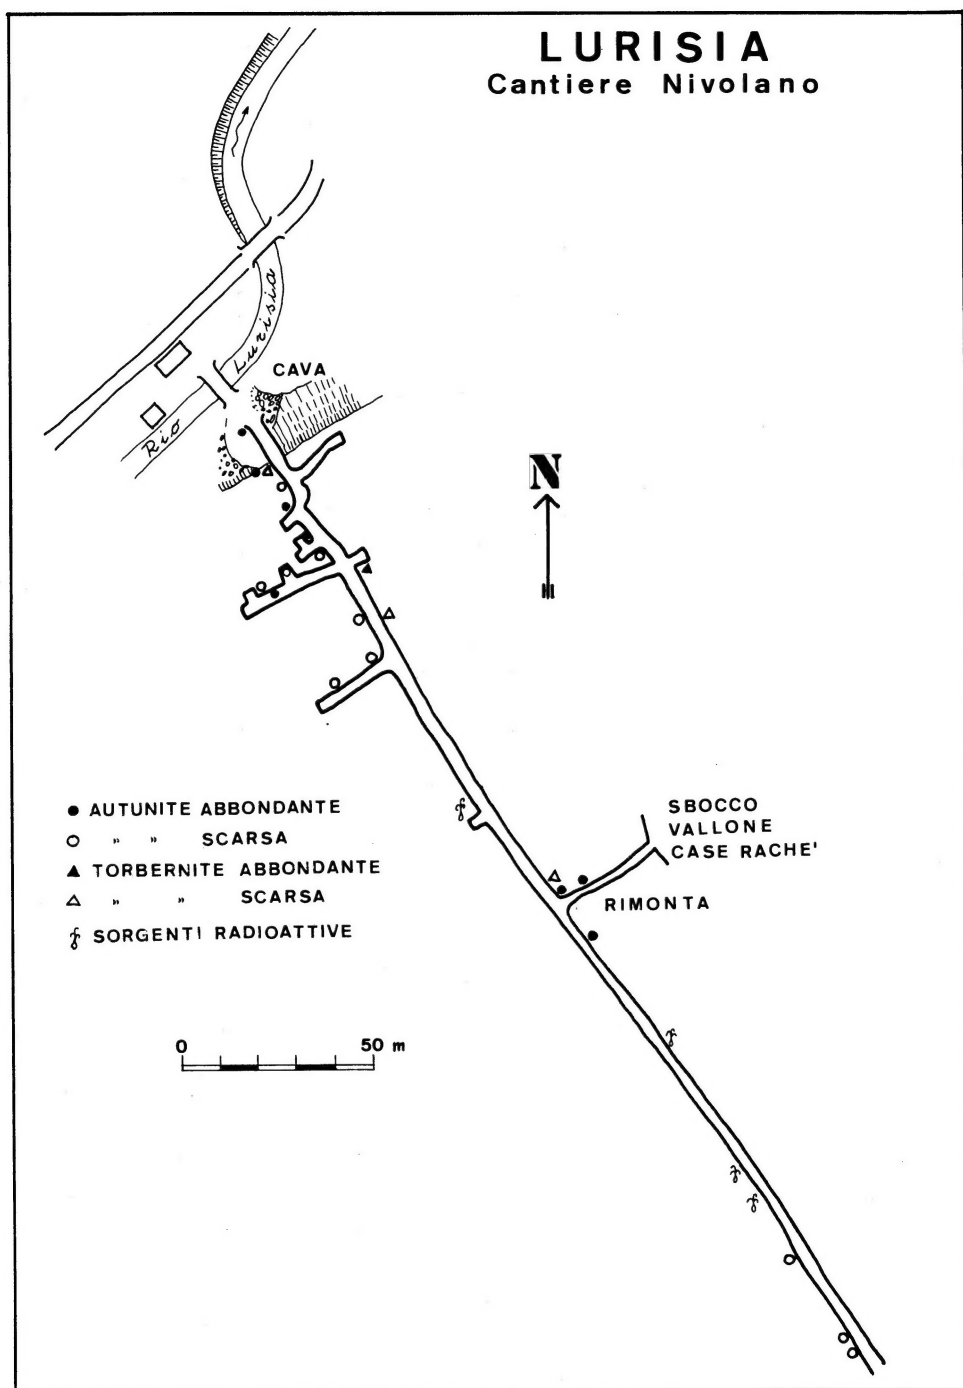 LURISIA
Cantiere Nivolano
Rio Lurisia
CAVA
N
AUTUNITE ABBONDANTE
" " SCARSA
TORBERNITE ABBONDANTE
" " SCARSA
SORGENTI RADIOATTIVE
SBOCCO
VALLONE
CASE RACHE'
RIMONTA
0 50 m